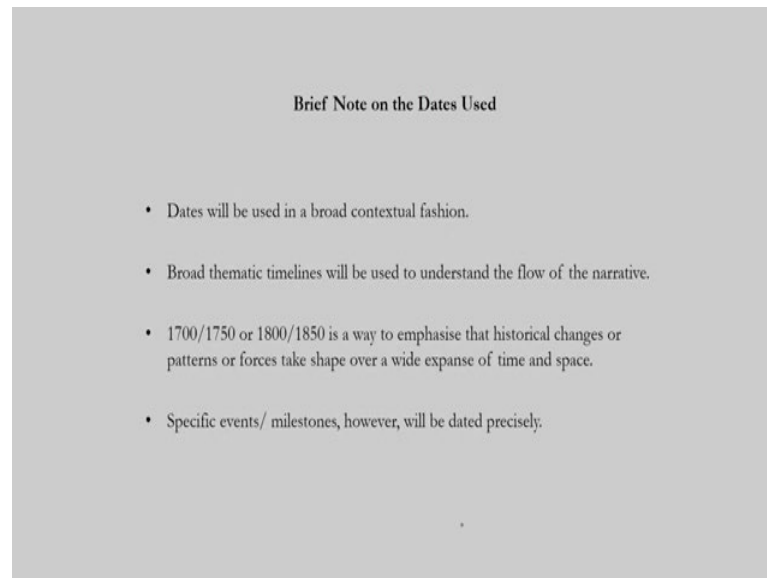 Brief Note on the Dates Used
• Dates will be used in a broad contextual fashion.
• Broad thematic timelines will be used to understand the flow of the narrative.
• 1700/1750 or 1800/1850 is a way to emphasise that historical changes or
patterns or forces take shape over a wide expanse of time and space.
• Specific events/ milestones, however, will be dated precisely.